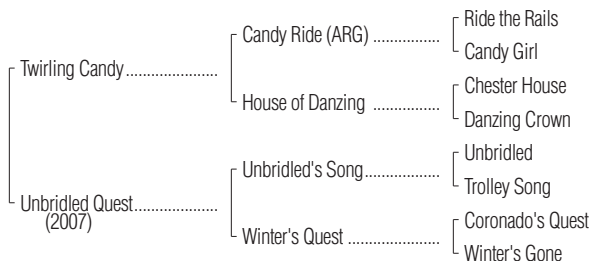 Ride the Rails
Candy Ride (ARG) ................
Candy Girl
Twirling Candy ......................
Chester House
House of Danzing ................
Danzing Crown
Unbridled
Unbridled's Song..................
Trolley Song
Unbridled Quest....................
(2007)
Coronado's Quest
Winter's Quest ......................
Winter's Gone